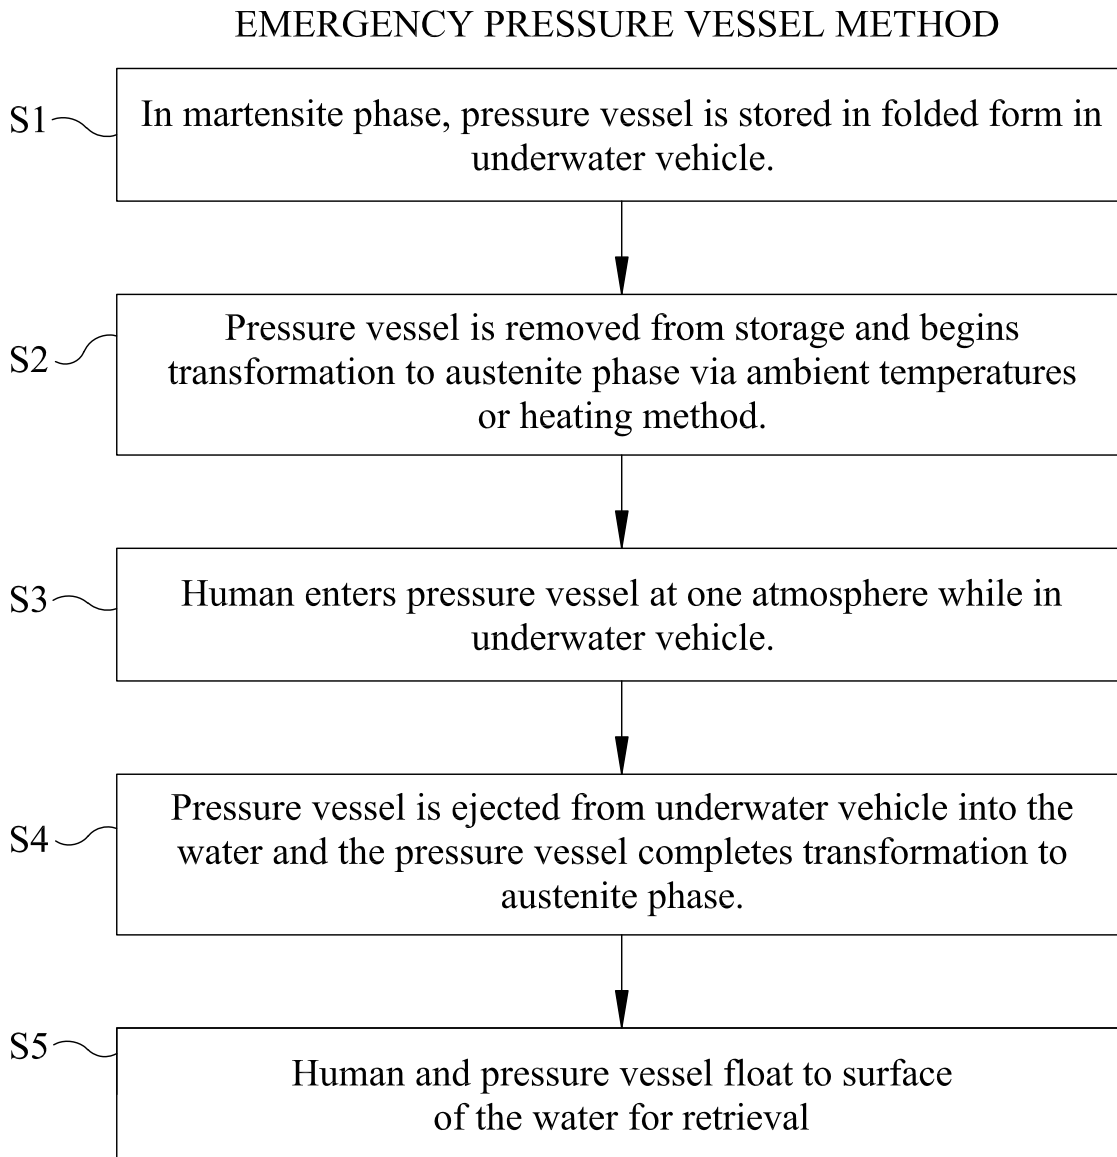 EMERGENCY PRESSURE VESSEL METHOD
S1
In martensite phase, pressure vessel is stored in folded form in
underwater vehicle.
S2
Pressure vessel is removed from storage and begins
transformation to austenite phase via ambient temperatures
or heating method.
S3
Human enters pressure vessel at one atmosphere while in
underwater vehicle.
S4
Pressure vessel is ejected from underwater vehicle into the
water and the pressure vessel completes transformation to
austenite phase.
S5
Human and pressure vessel float to surface
of the water for retrieval